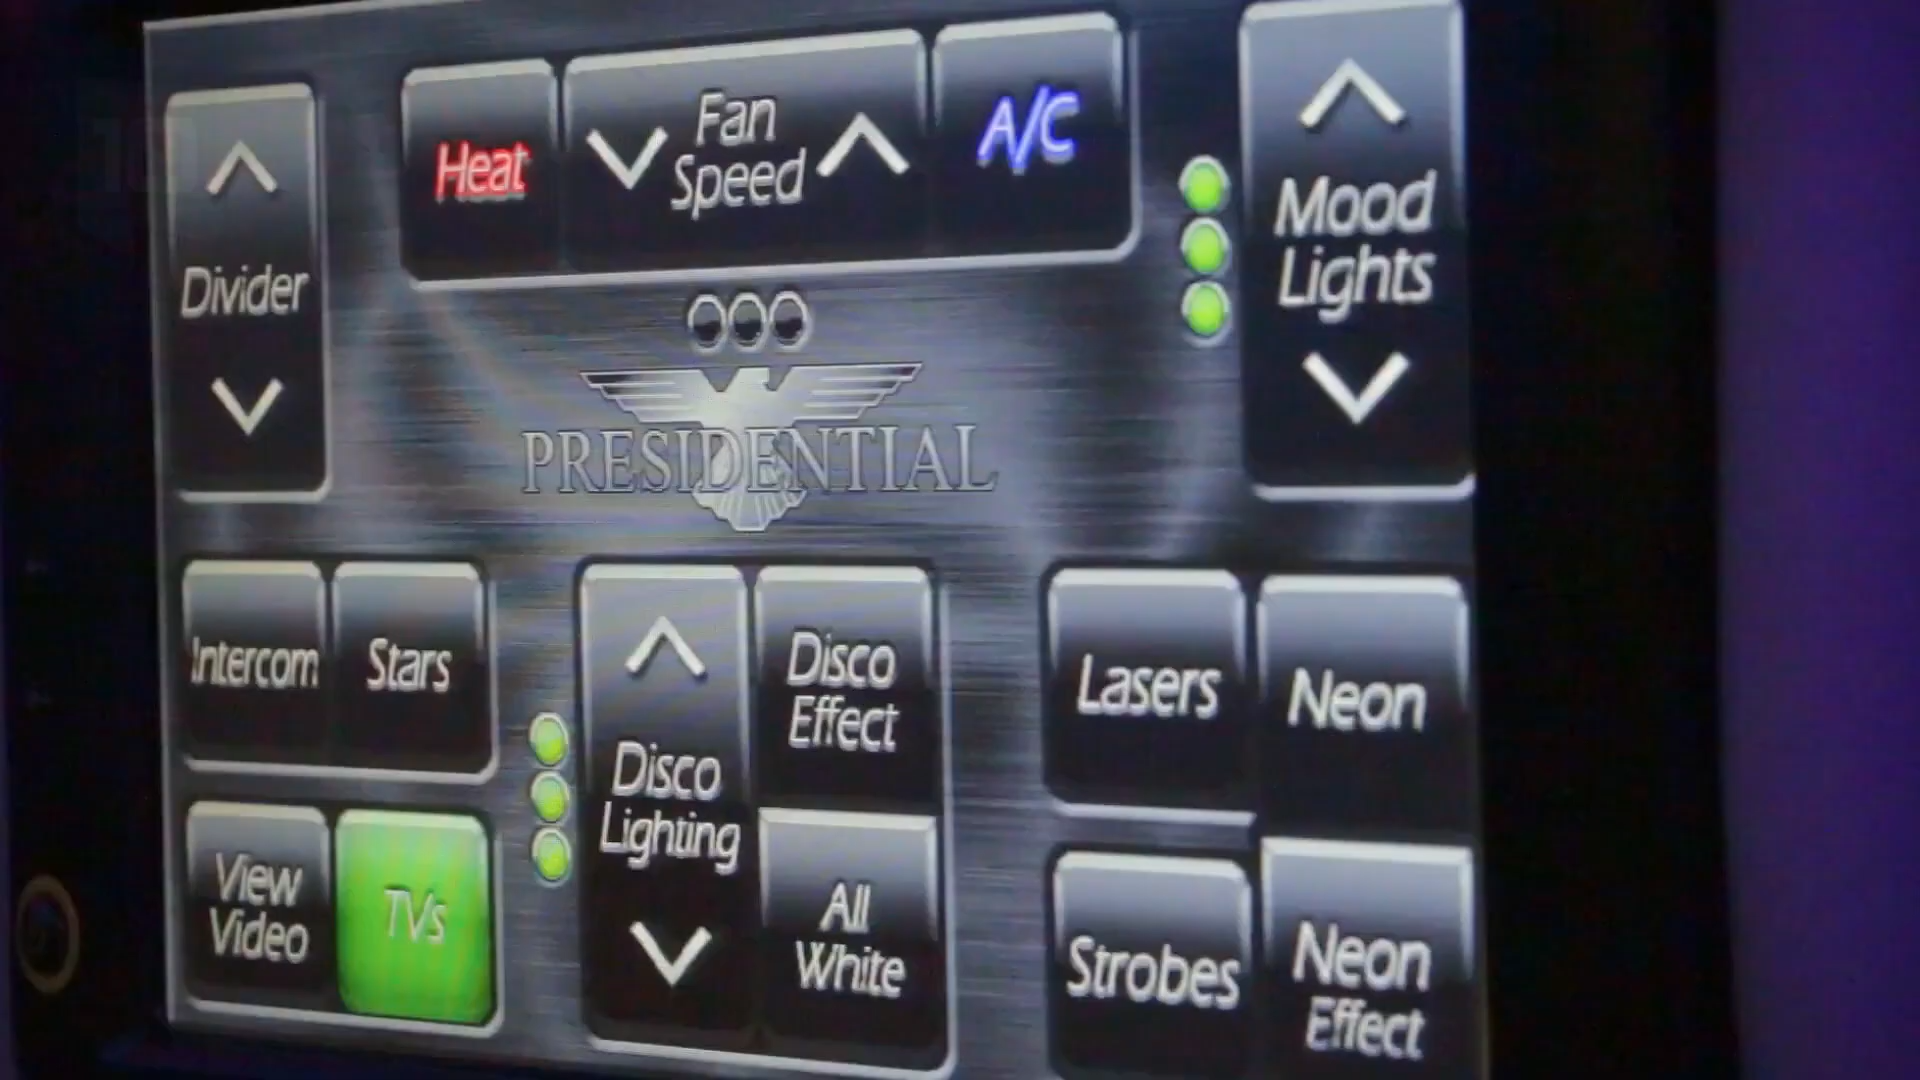 Divider
Heat
Fan
Speed
A/C
Mood
Lights
PRESIDENTIAL
Intercom
Stars
View
Video
TVs
Disco
Lighting
Disco
Effect
All
White
Lasers
Neon
Strobes
Neon
Effect